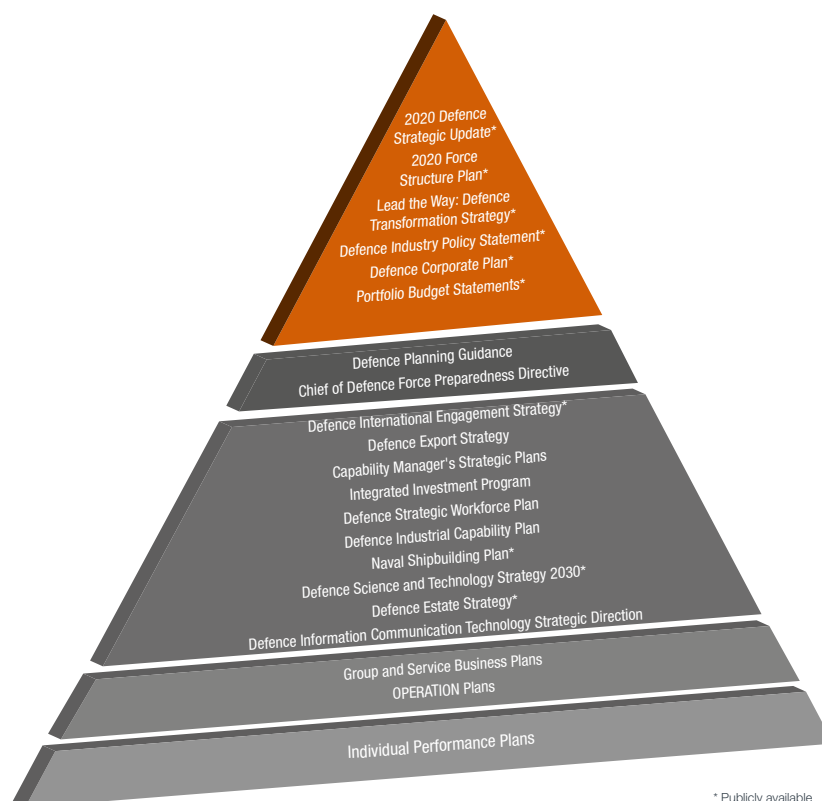 2020 Defence
Strategic Update*
2020 Force
Structure Plan*
Lead the Way: Defence
Transformation Strategy*
Defence Industry Policy Statement*
Defence Corporate Plan*
Portfolio Budget Statements*
Defence Planning Guidance
Chief of Defence Force Preparedness Directive
Defence International Engagement Strategy*
Defence Export Strategy
Capability Manager's Strategic Plans
Integrated Investment Program
Defence Strategic Workforce Plan
Defence Industrial Capability Plan
Naval Shipbuilding Plan*
Defence Science and Technology Strategy 2030*
Defence Estate Strategy*
Defence Information Communication Technology Strategic Direction
Group and Service Business Plans
OPERATION Plans
Individual Performance Plans
* Publicly available